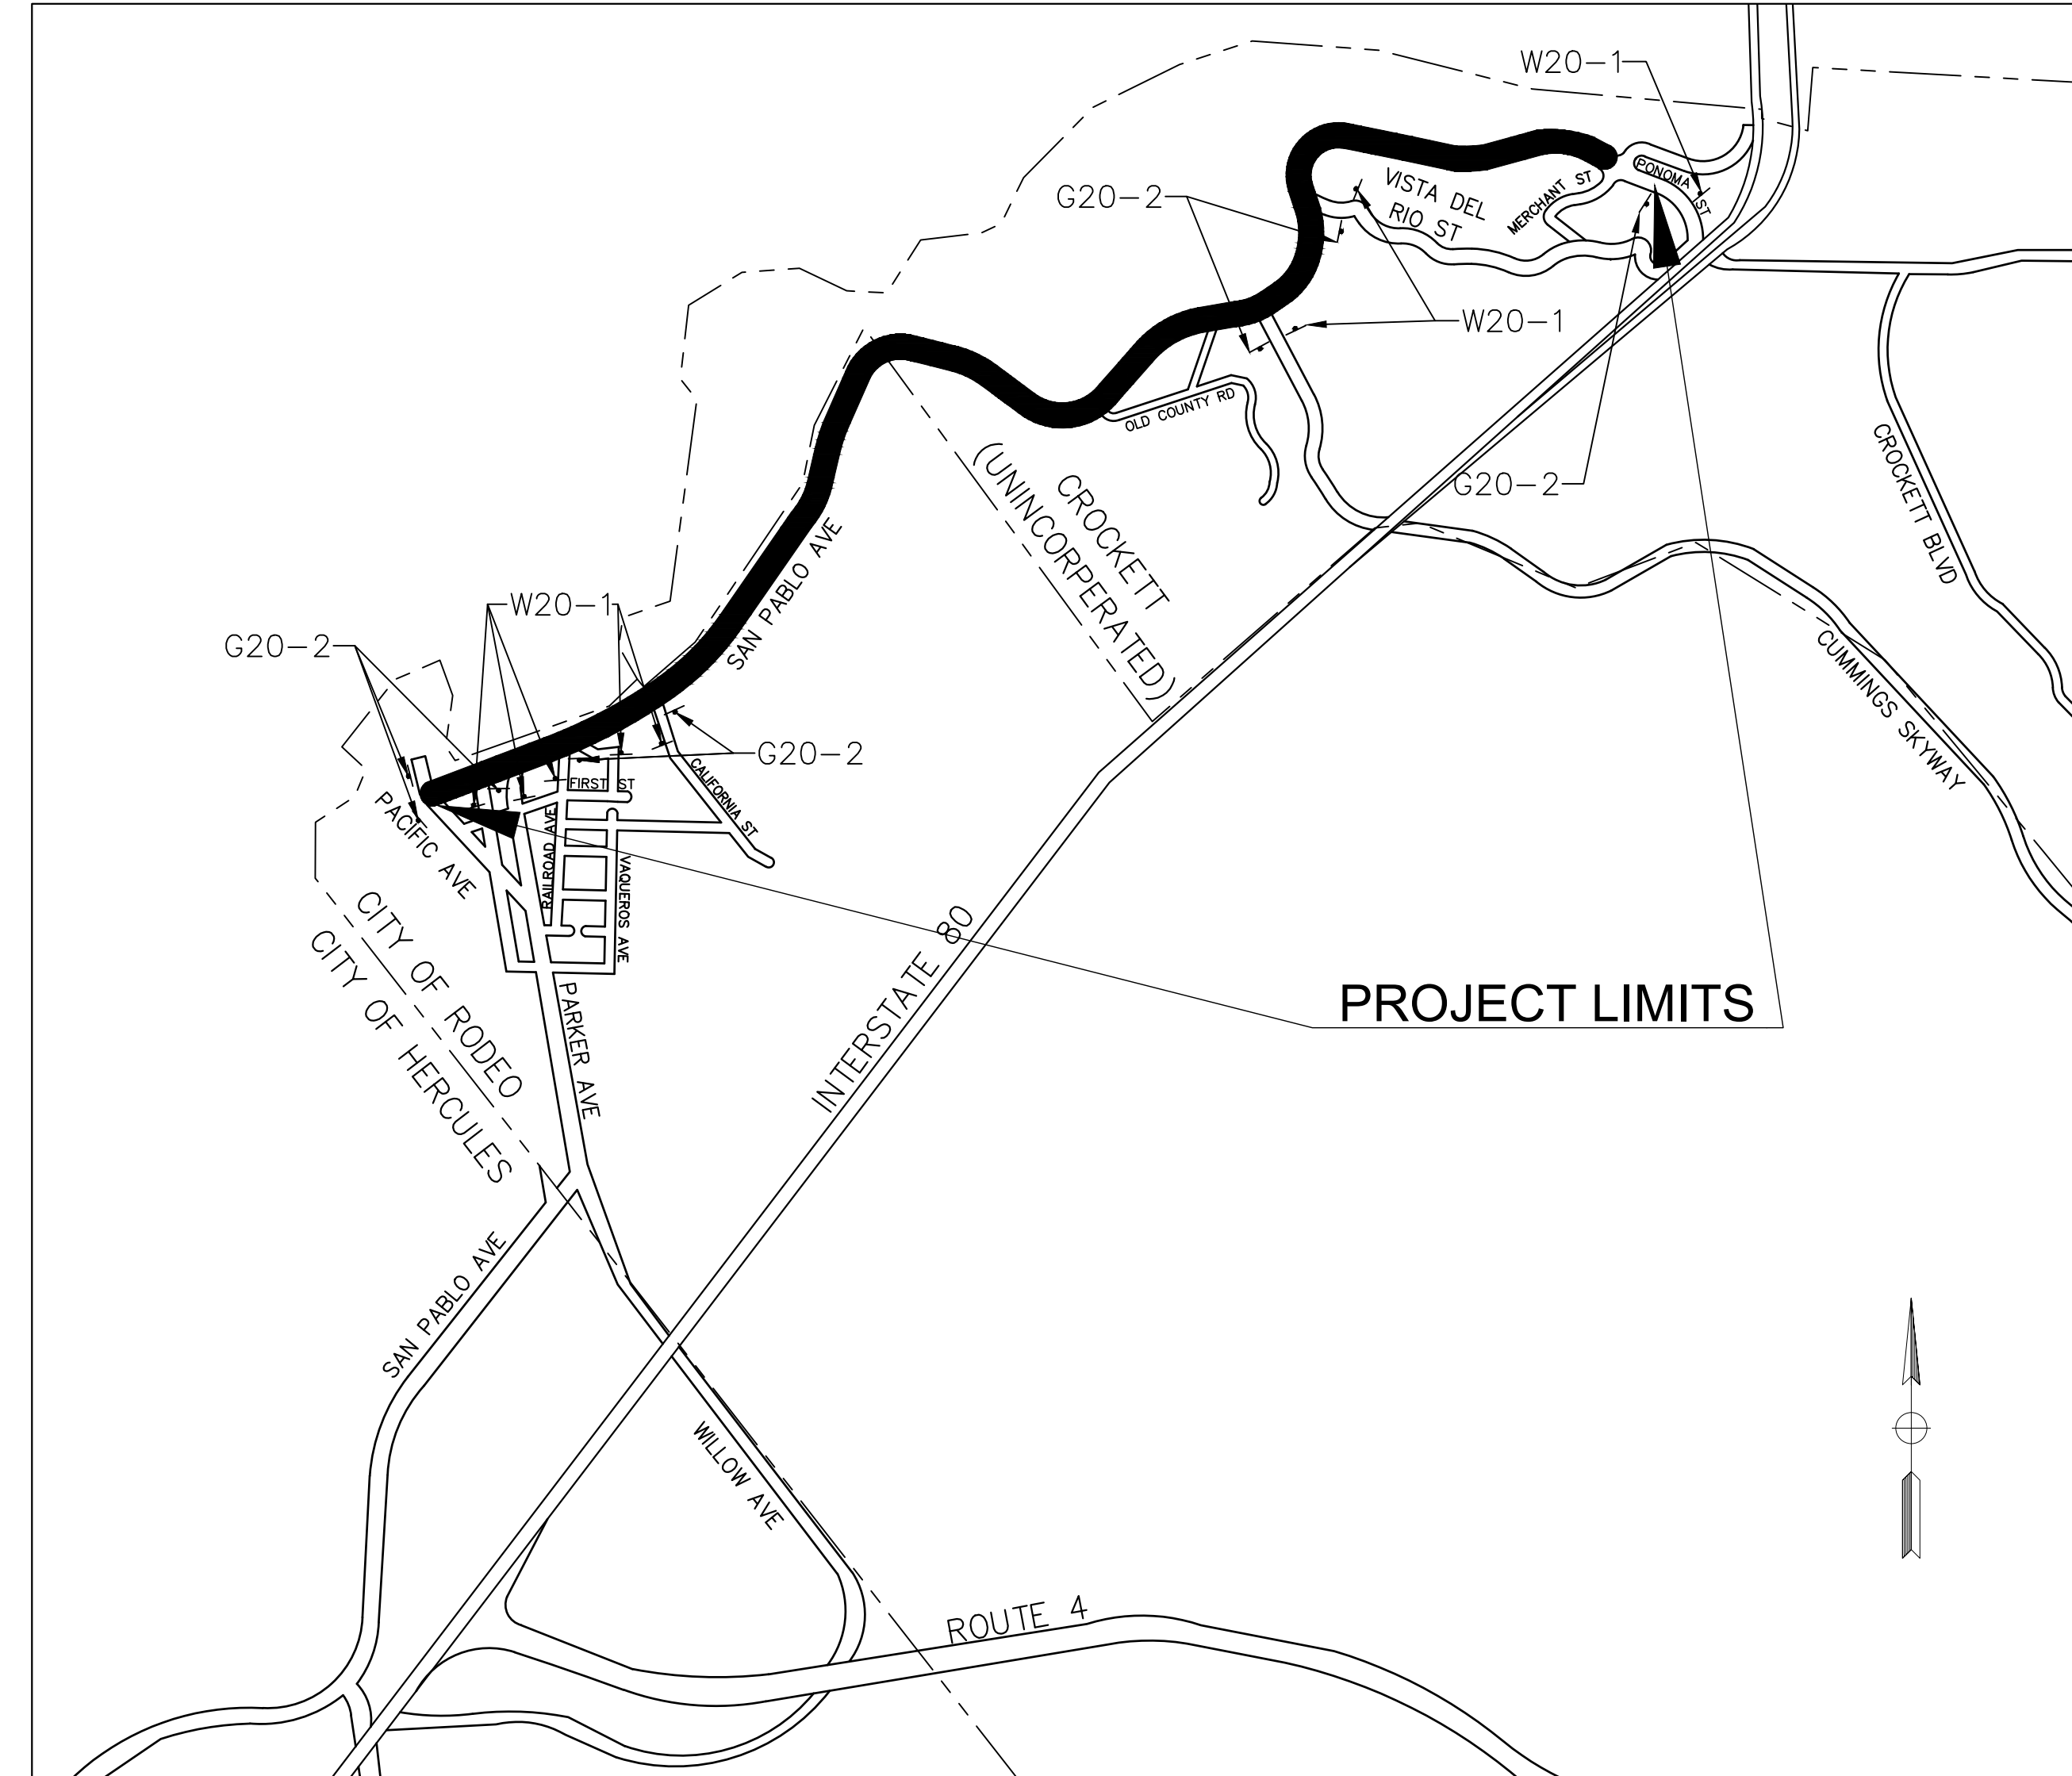 W20-1
PONOMA
ST
G20-2
VISTA DEL
RIO ST
MERCHANT ST
W20-1
OLD COUNTY RD
G20-2
CROCKETT
(UNINCORPERATED)
CROCKETT BLVD
SAN PABLO AVE
W20-1
G20-2
G20-2
CUMMINGS SKYWAY
FIRST ST
CALIFORNIA ST
PACIFIC AVE
RAILROAD AVE
VAQUEROS AVE
CITY OF RODEO
CITY OF HERCULES
INTERSTATE 80
PROJECT LIMITS
PARKER AVE
SAN PABLO AVE
WILLOW AVE
ROUTE 4